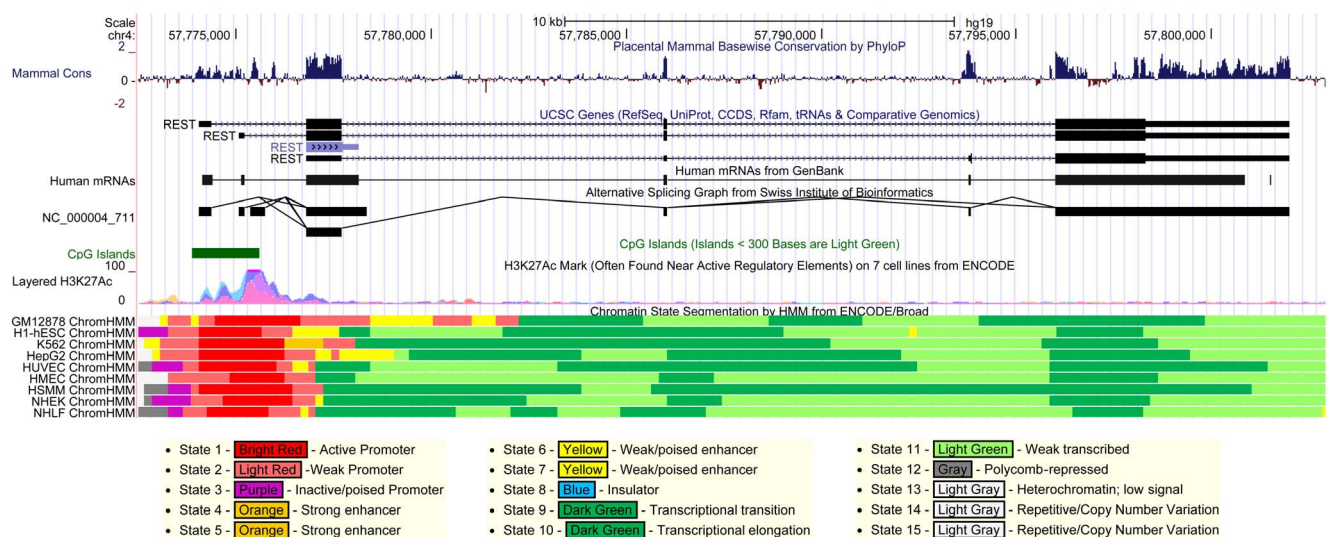 Scale 10 kb hg19
chr4: 57,775,000 57,780,000 57,785,000 57,790,000 57,795,000 57,800,000
2 Placental Mammal Basewise Conservation by PhyloP
Mammal Cons 0
-2
UCSC Genes (RefSeq, UniProt, CCDS, Rfam, tRNAs & Comparative Genomics)
REST
REST
REST
REST
Human mRNAs from GenBank
Human mRNAs
Alternative Splicing Graph from Swiss Institute of Bioinformatics
NC_000004_711
CpG Islands (Islands < 300 Bases are Light Green)
CpG Islands
H3K27Ac Mark (Often Found Near Active Regulatory Elements) on 7 cell lines from ENCODE
100
Layered H3K27Ac
0
Chromatin State Segmentation by HMM from ENCODE/Broad
GM12878 ChromHMM
H1-hESC ChromHMM
K562 ChromHMM
HepG2 ChromHMM
HUVEC ChromHMM
HMEC ChromHMM
HSMM ChromHMM
NHEK ChromHMM
NHLF ChromHMM
• State 1 - Bright Red - Active Promoter
• State 2 - Light Red -Weak Promoter
• State 3 - Purple - Inactive/poised Promoter
• State 4 - Orange - Strong enhancer
• State 5 - Orange - Strong enhancer
• State 6 - Yellow - Weak/poised enhancer
• State 7 - Yellow - Weak/poised enhancer
• State 8 - Blue - Insulator
• State 9 - Dark Green - Transcriptional transition
• State 10 - Dark Green - Transcriptional elongation
• State 11 - Light Green - Weak transcribed
• State 12 - Gray - Polycomb-repressed
• State 13 - Light Gray - Heterochromatin; low signal
• State 14 - Light Gray - Repetitive/Copy Number Variation
• State 15 - Light Gray - Repetitive/Copy Number Variation